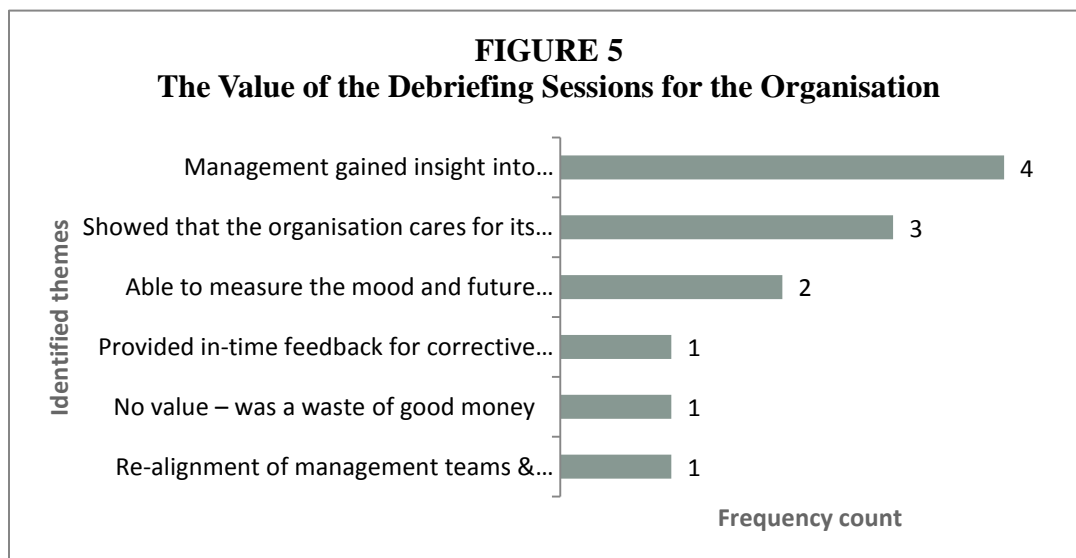 FIGURE 5
The Value of the Debriefing Sessions for the Organisation
Identified themes
Management gained insight into... 4
Showed that the organisation cares for its... 3
Able to measure the mood and future... 2
Provided in-time feedback for corrective... 1
No value – was a waste of good money 1
Re-alignment of management teams &... 1
Frequency count